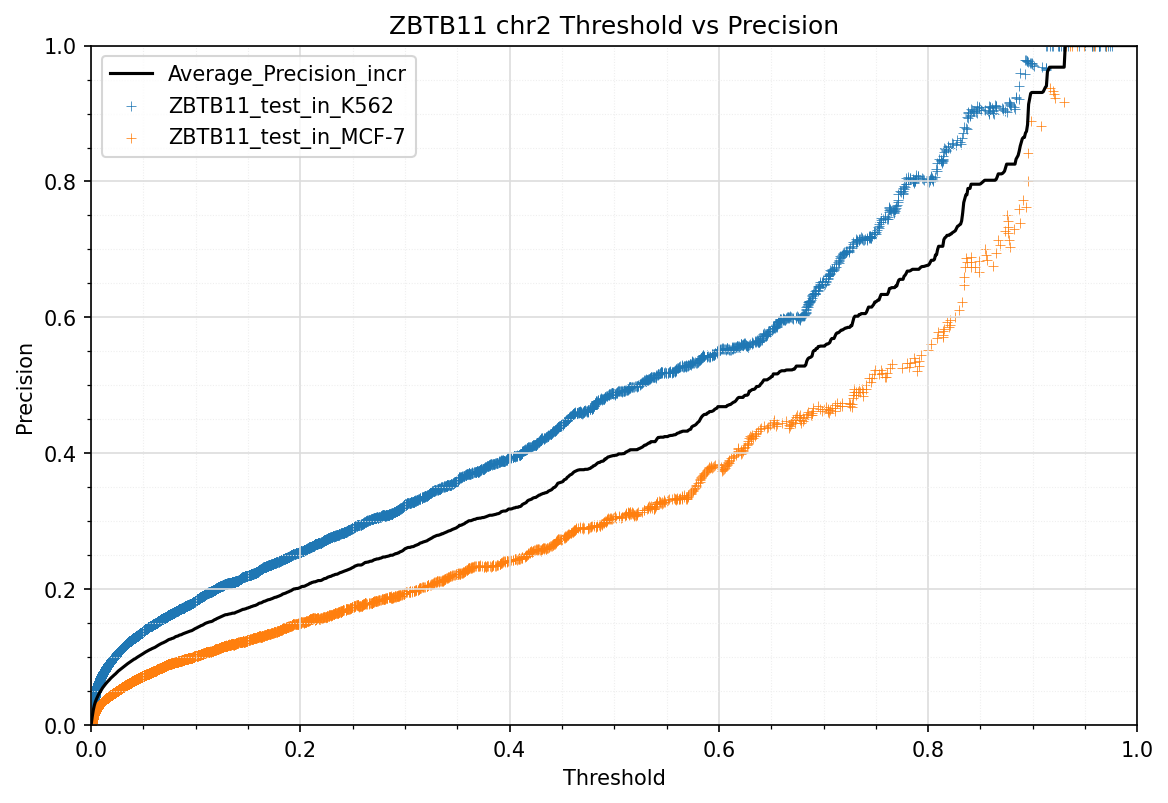 ZBTB11 chr2 Threshold vs Precision
Average_Precision_incr
ZBTB11_test_in_K562
ZBTB11_test_in_MCF-7
1.0
0.8
0.6
0.4
0.2
0.0
Precision
0.0 0.2 0.4 0.6 0.8 1.0
Threshold